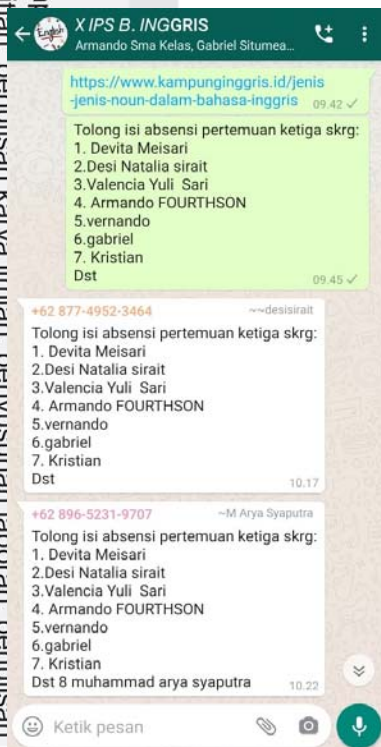 X IPS B. INGGRIS
Armando Sma Kelas, Gabriel Situmea...
https://www.kampunginggris.id/jenis
-jenis-noun-dalam-bahasa-inggris 09.42
Tolong isi absensi pertemuan ketiga skrg:
1. Devita Meisari
2.Desi Natalia sirait
3.Valencia Yuli Sari
4. Armando FOURTHSON
5.vernando
6.gabriel
7. Kristian
Dst 09.45
+62 877-4952-3464 ~~desisirait
Tolong isi absensi pertemuan ketiga skrg:
1. Devita Meisari
2.Desi Natalia sirait
3.Valencia Yuli Sari
4. Armando FOURTHSON
5.vernando
6.gabriel
7. Kristian
Dst 10.17
+62 896-5231-9707 ~M Arya Syaputra
Tolong isi absensi pertemuan ketiga skrg:
1. Devita Meisari
2.Desi Natalia sirait
3.Valencia Yuli Sari
4. Armando FOURTHSON
5.vernando
6.gabriel
7. Kristian
Dst 8 muhammad arya syaputra 10.22
Ketik pesan